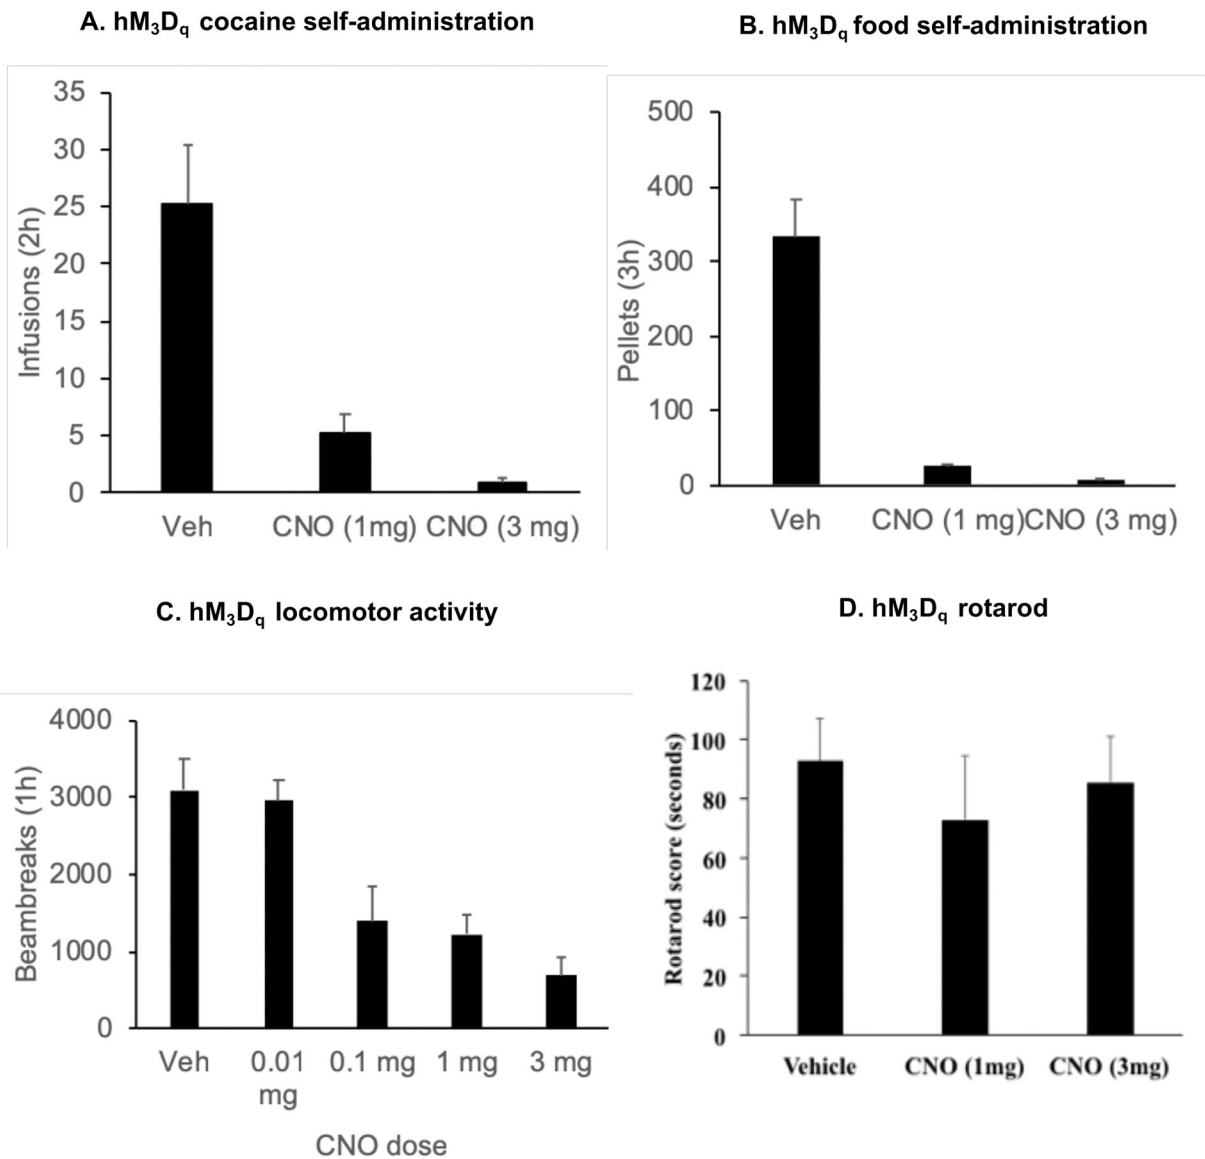 A. hM₃Dq cocaine self-administration
35
30
25
20
15
10
5
0
Infusions (2h)
Veh
CNO (1mg)
CNO (3 mg)
B. hM₃Dq food self-administration
500
400
300
200
100
0
Pellets (3h)
Veh
CNO (1 mg)
CNO (3 mg)
C. hM₃Dq locomotor activity
4000
3000
2000
1000
0
Beambreaks (1h)
Veh
0.01
mg
0.1 mg
1 mg
3 mg
CNO dose
D. hM₃Dq rotarod
120
100
80
60
40
20
0
Rotarod score (seconds)
Vehicle
CNO (1mg)
CNO (3mg)